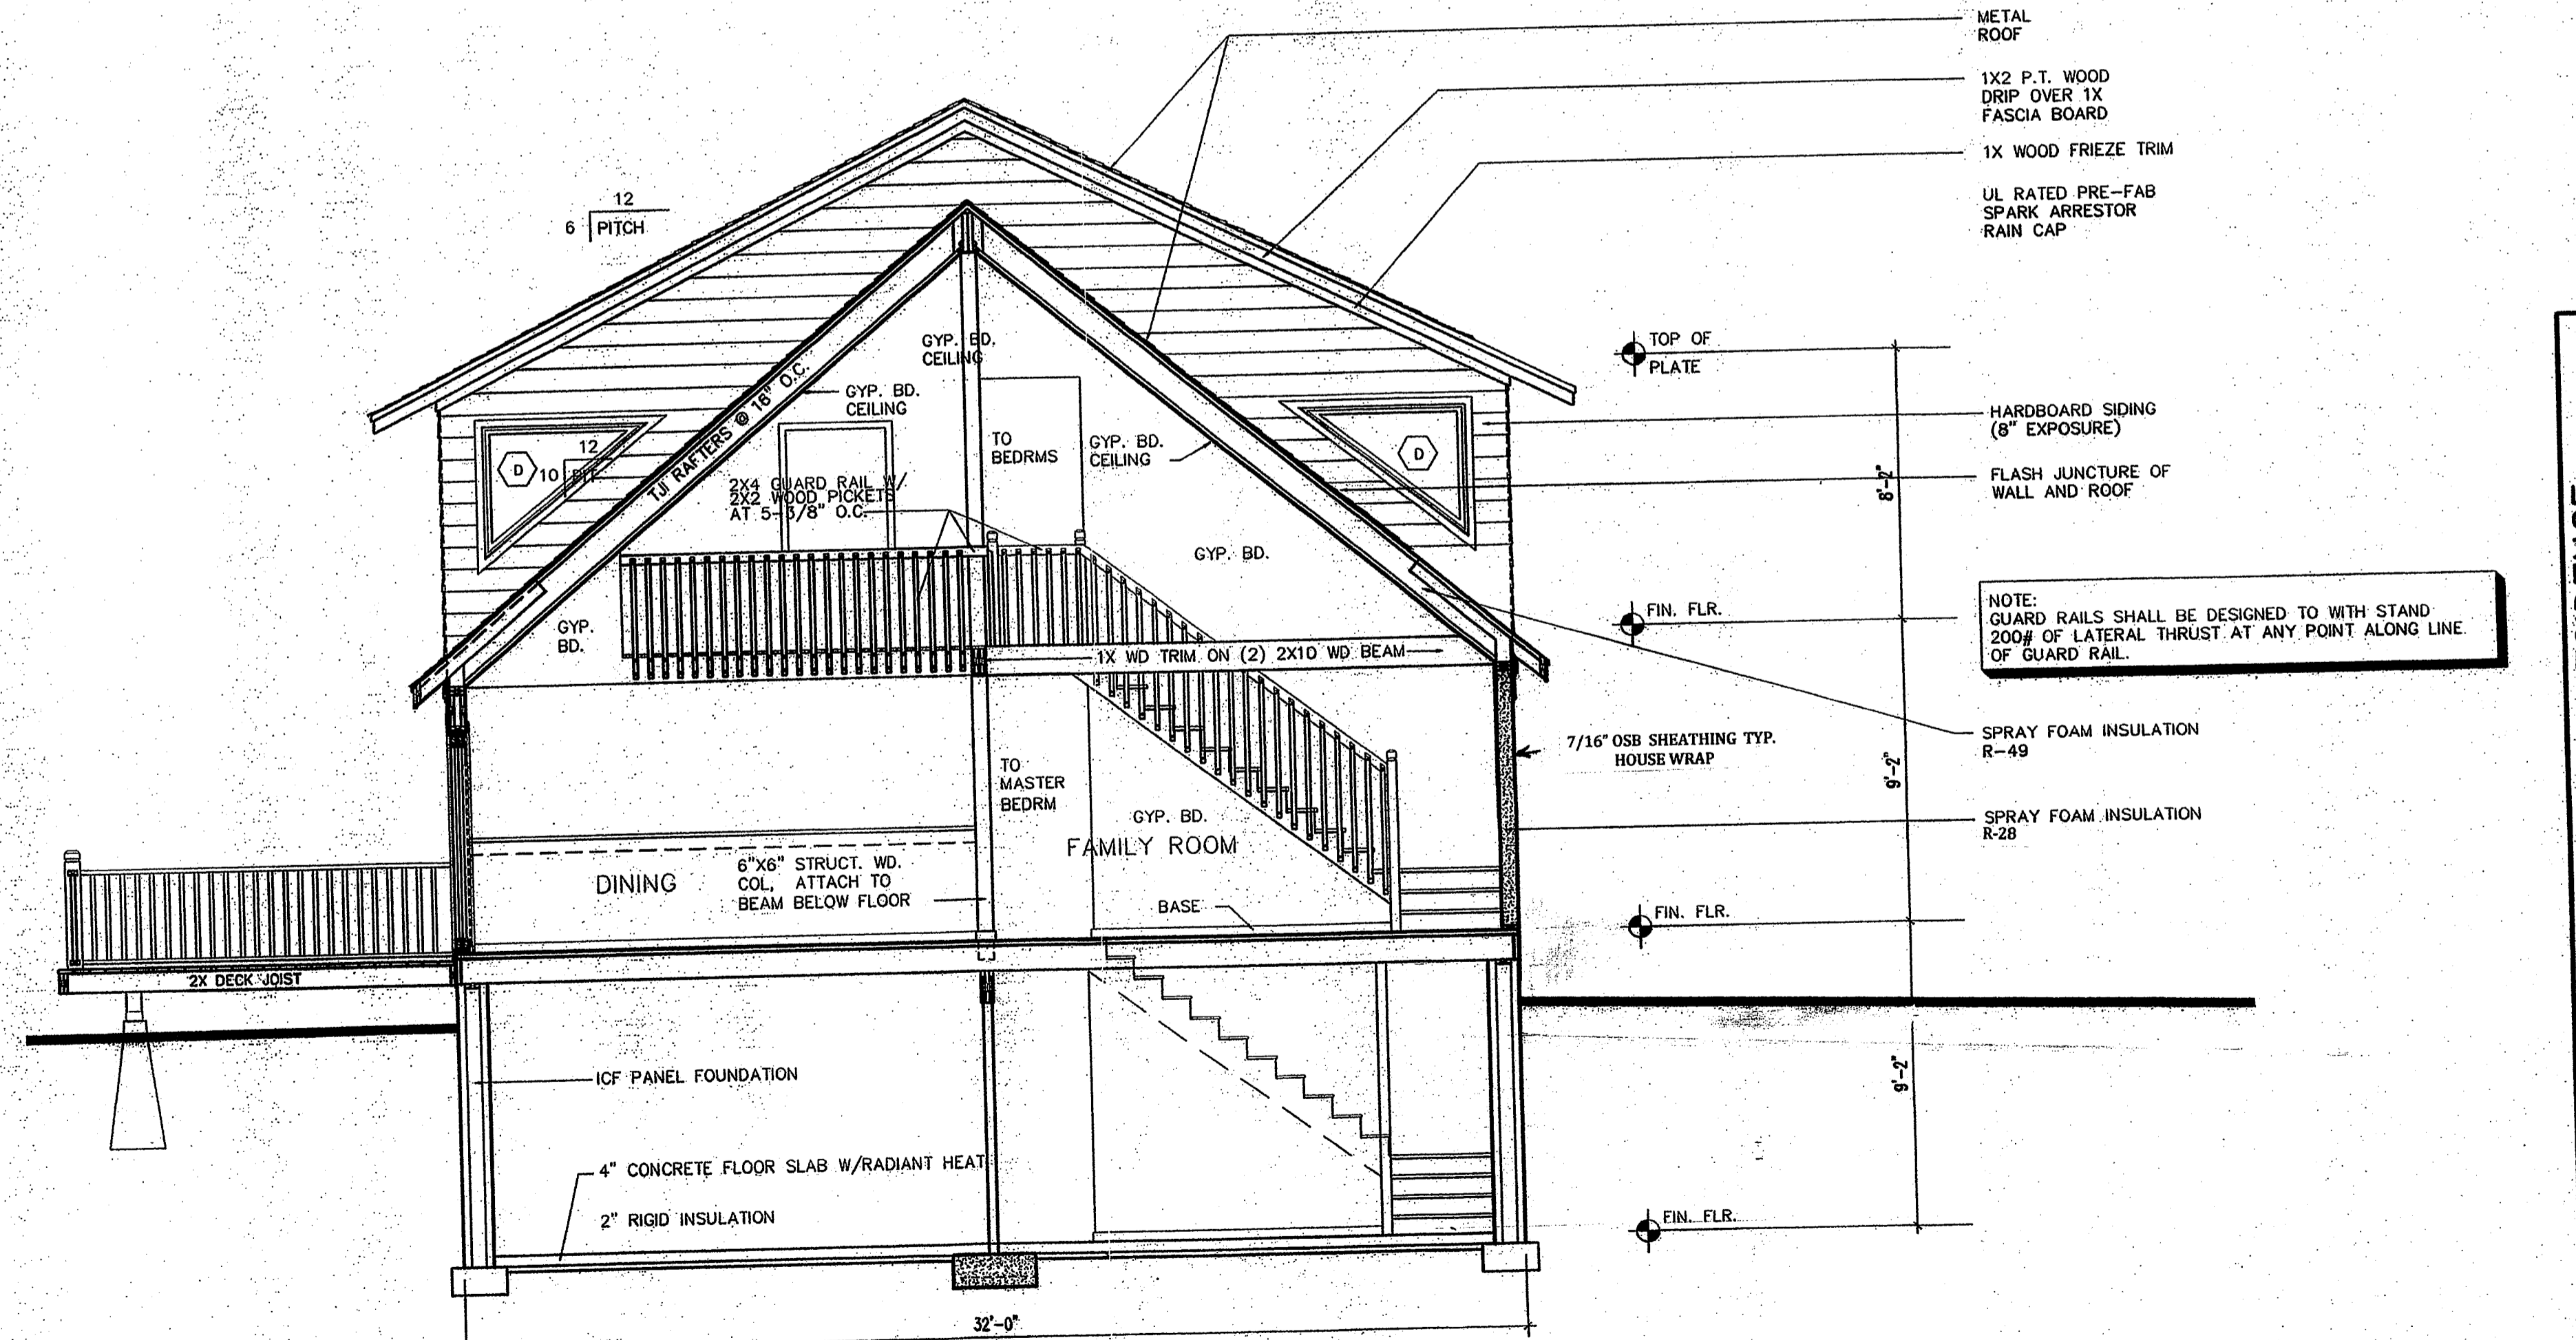 METAL
ROOF
1X2 P.T. WOOD
DRIP OVER 1X
FASCIA BOARD
1X WOOD FRIEZE TRIM
UL RATED PRE-FAB
SPARK ARRESTOR
RAIN CAP
12
6 PITCH
TOP OF
PLATE
GYP. BD.
CEILING
GYP. BD.
CEILING
TJI RAFTERS @ 16" O.C.
TO
BEDRMS
GYP. BD.
CEILING
D
12
10
D
HARDBOARD SIDING
(8" EXPOSURE)
8'-2"
FLASH JUNCTURE OF
WALL AND ROOF
2X4 GUARD RAIL W/
2X2 WOOD PICKETS
AT 5-3/8" O.C.
GYP. BD.
GYP.
BD.
FIN. FLR.
NOTE:
GUARD RAILS SHALL BE DESIGNED TO WITH STAND
200# OF LATERAL THRUST AT ANY POINT ALONG LINE
OF GUARD RAIL.
1X WD TRIM ON (2) 2X10 WD BEAM
7/16" OSB SHEATHING TYP.
HOUSE WRAP
SPRAY FOAM INSULATION
R-49
9'-2"
TO
MASTER
BEDRM
GYP. BD.
FAMILY ROOM
SPRAY FOAM INSULATION
R-28
DINING
6"X6" STRUCT. WD.
COL, ATTACH TO
BEAM BELOW FLOOR
BASE
FIN. FLR.
2X DECK JOIST
ICF PANEL FOUNDATION
9'-2"
4" CONCRETE FLOOR SLAB W/RADIANT HEAT
2" RIGID INSULATION
FIN. FLR.
32'-0"